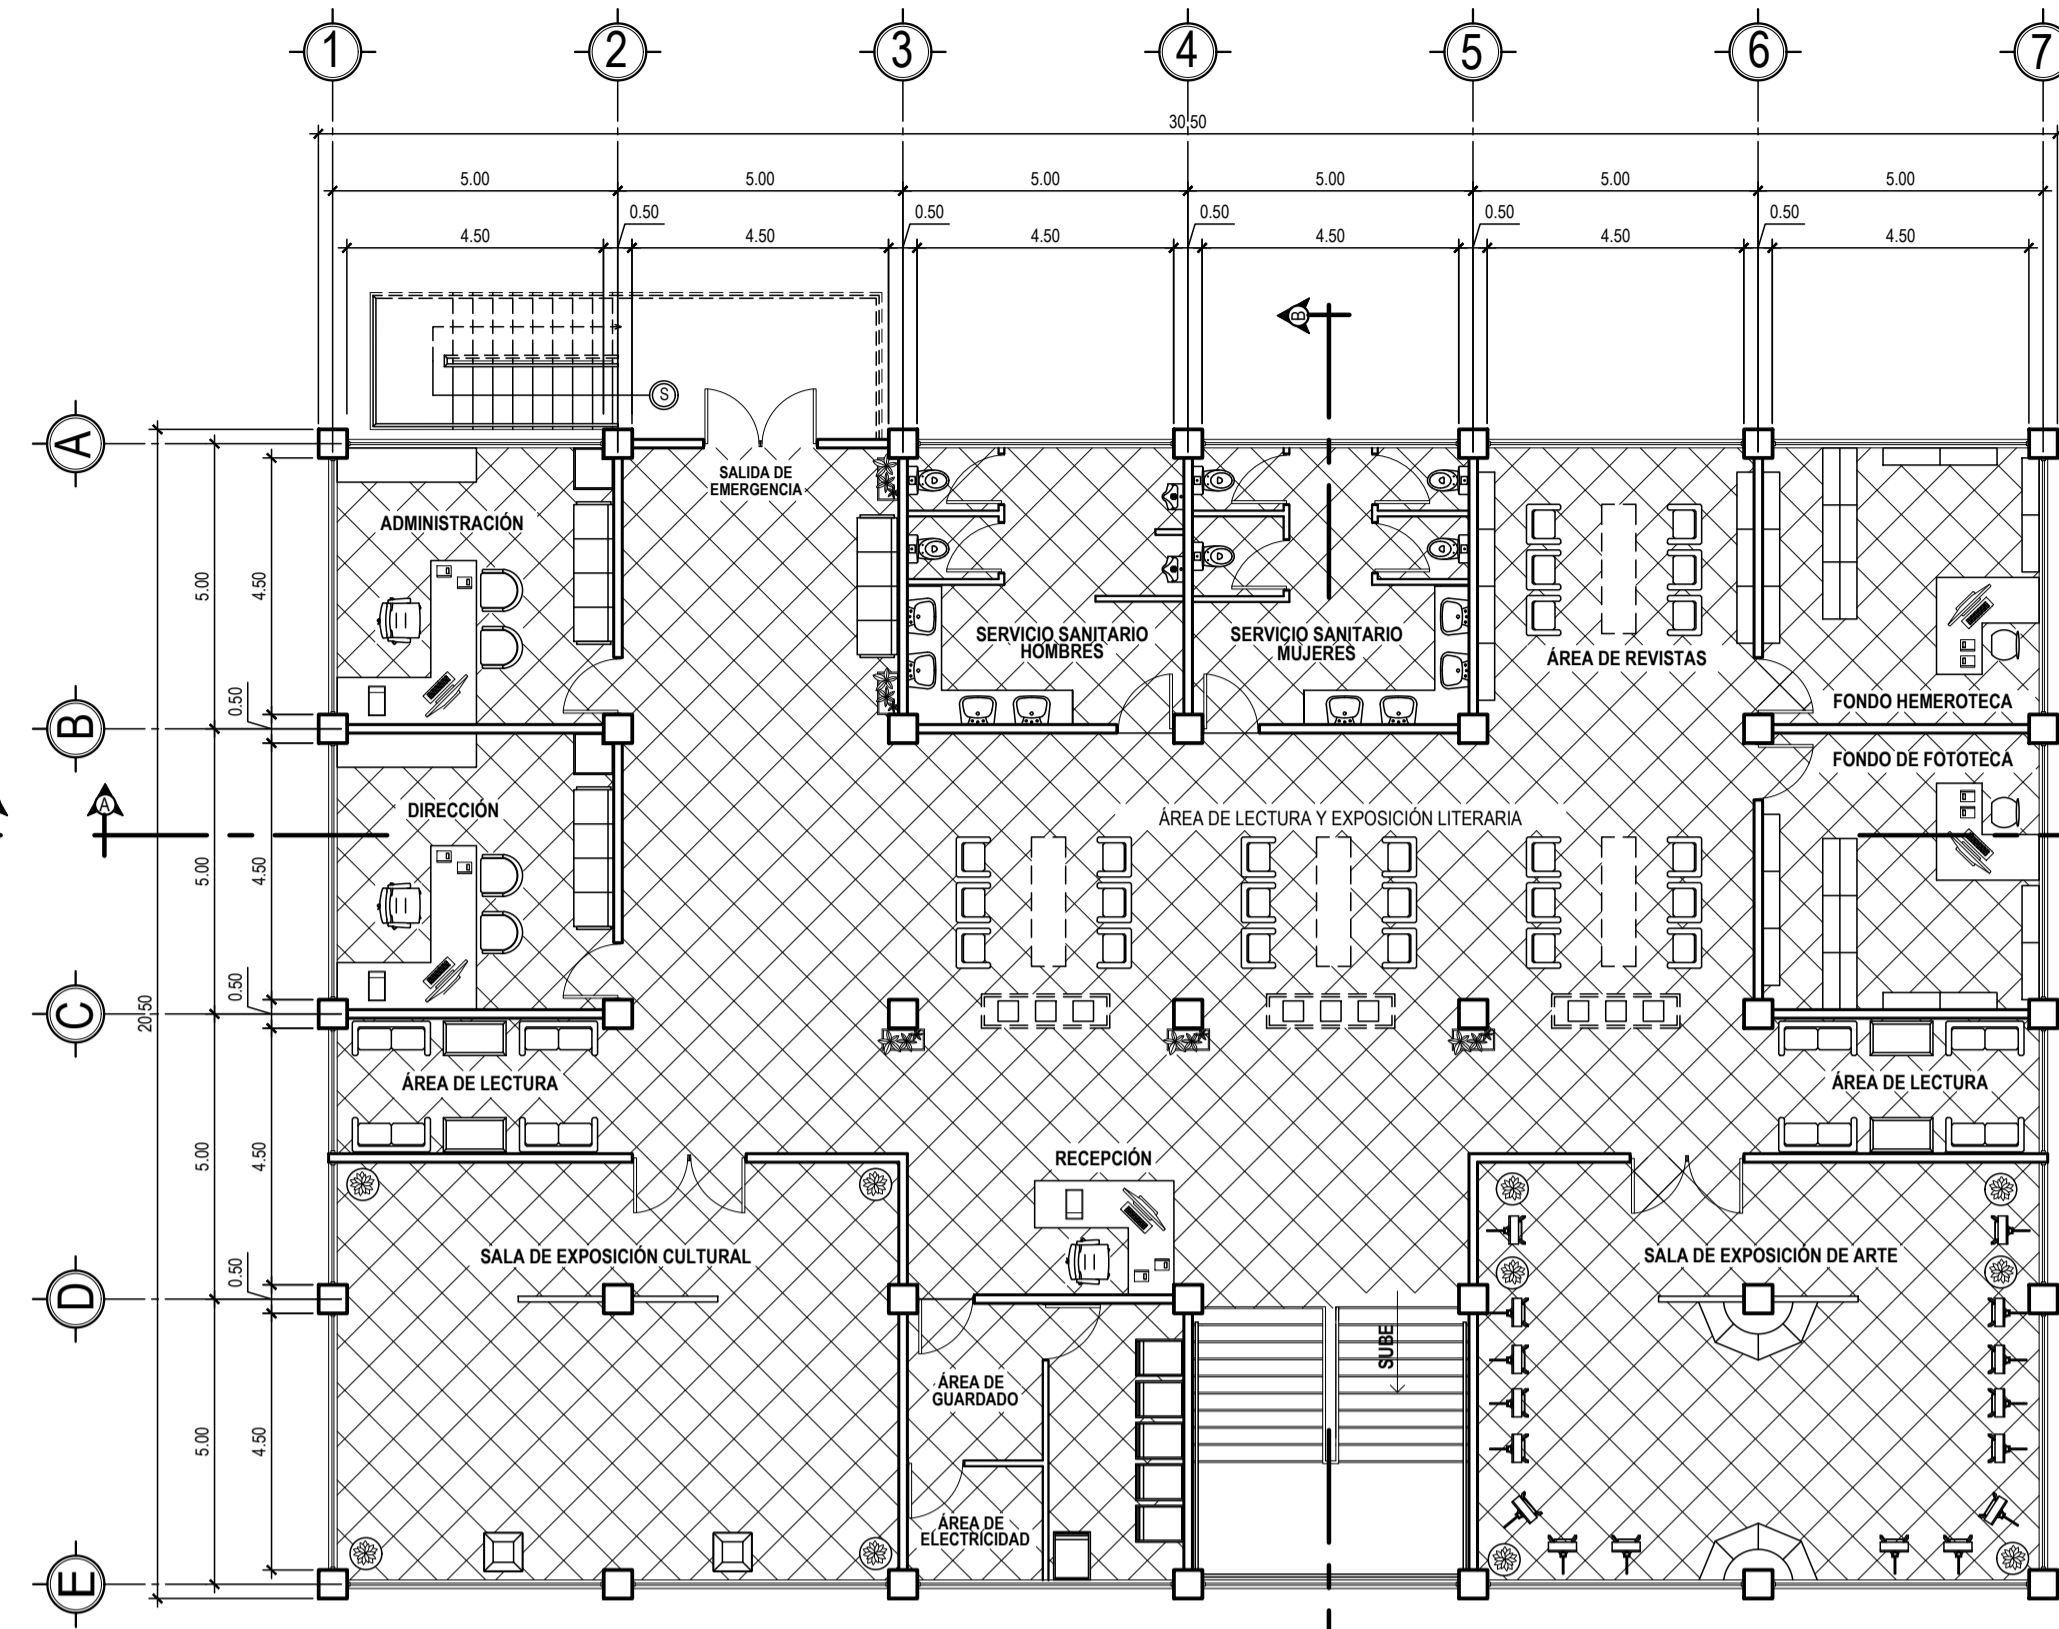 1 2 3 4 5 6 7
30.50
5.00 5.00 5.00 5.00 5.00 5.00
0.50 0.50 0.50 0.50 0.50
4.50 4.50 4.50 4.50 4.50 4.50
B
S
A
SALIDA DE
EMERGENCIA
ADMINISTRACIÓN
5.00
4.50
SERVICIO SANITARIO
HOMBRES
SERVICIO SANITARIO
MUJERES
ÁREA DE REVISTAS
0.50
FONDO HEMEROTECA
B
FONDO DE FOTOTECA
A
DIRECCIÓN
ÁREA DE LECTURA Y EXPOSICIÓN LITERARIA
5.00
4.50
0.50
C
20.50
ÁREA DE LECTURA
ÁREA DE LECTURA
5.00
4.50
RECEPCIÓN
SALA DE EXPOSICIÓN CULTURAL
SALA DE EXPOSICIÓN DE ARTE
0.50
D
SUBE
ÁREA DE
GUARDADO
5.00
4.50
ÁREA DE
ELECTRICIDAD
E